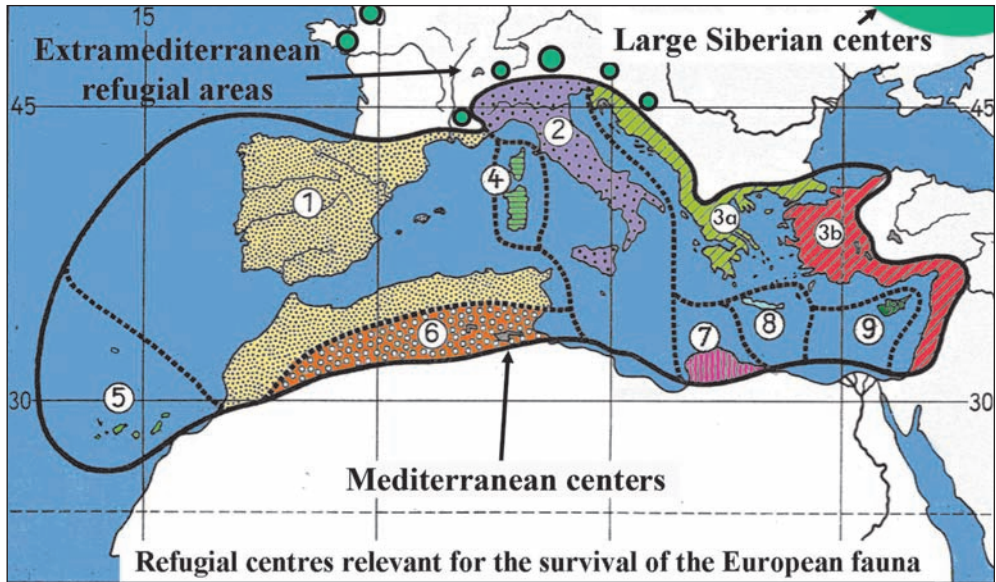 15
Extramediterranean
refugial areas
Large Siberian centers
45
45
2
4
1
3a
3b
6
7
8
9
5
30
30
Mediterranean centers
Refugial centres relevant for the survival of the European fauna